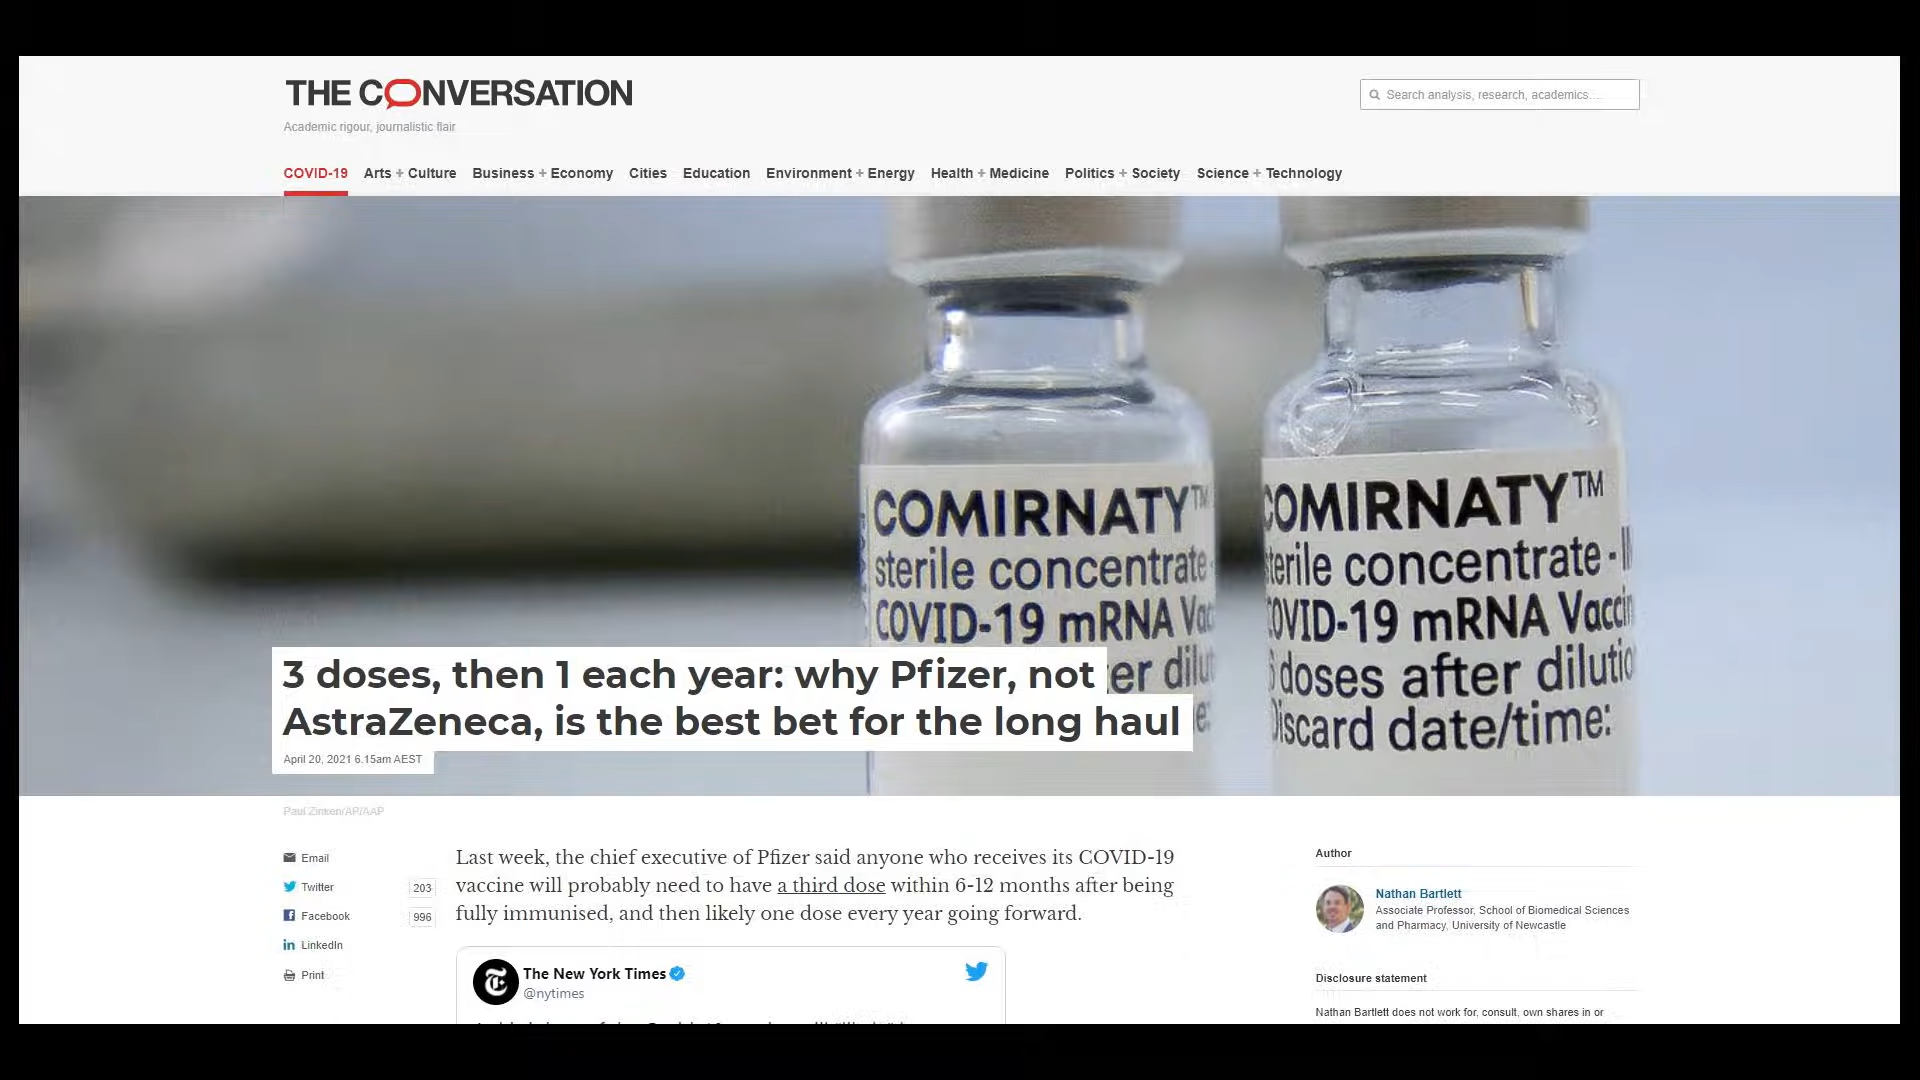 THE CONVERSATION
Academic rigour, journalistic flair
Search analysis, research, academics...
COVID-19 Arts + Culture Business + Economy Cities Education Environment + Energy Health + Medicine Politics + Society Science + Technology
COMIRNATY™
sterile concentrate
COVID-19 mRNA
COMIRNATY™
sterile concentrate -
COVID-19 mRNA
doses after
Discard date/time:
3 doses, then 1 each year: why Pfizer, not
AstraZeneca, is the best bet for the long haul
April 20, 2021 6.15am AEST
Paul Zinken/AP/AAP
Email
Twitter 203
Facebook 996
LinkedIn
Print
Last week, the chief executive of Pfizer said anyone who receives its COVID-19
vaccine will probably need to have a third dose within 6-12 months after being
fully immunised, and then likely one dose every year going forward.
The New York Times
@nytimes
Author
Nathan Bartlett
Associate Professor, School of Biomedical Sciences
and Pharmacy, University of Newcastle
Disclosure statement
Nathan Bartlett does not work for, consult, own shares in or